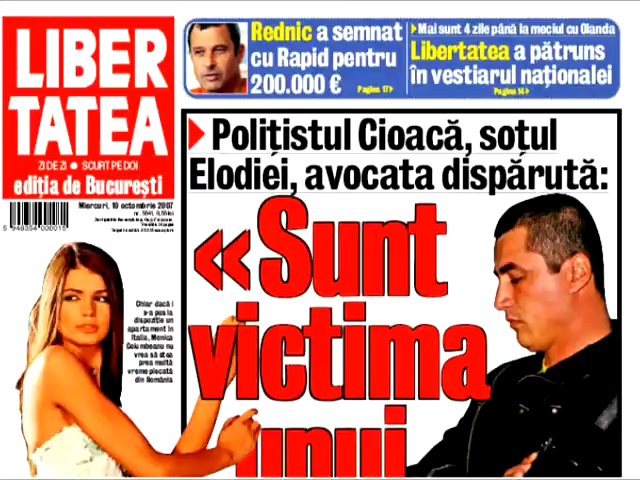 LIBER
TATEA
ZI DE ZI ● SCURT PE DOI
ediția de București
Miercuri, 10 octombrie 2007
Rednic a semnat
cu Rapid pentru
200.000 €
Pagina 17
Mai sunt 4 zile până la meciul cu Olanda
Libertatea a pătruns
în vestiarul naționalei
Pagina 14
Polițistul Cioacă, soțul
Elodiei, avocata dispărută:
«Sunt
victima
unui
Chiar dacă i
s-a pus la
dispoziție un
apartament în
Italia, Monica
Columbeanu nu
vrea să stea
prea multă
vreme plecată
din România